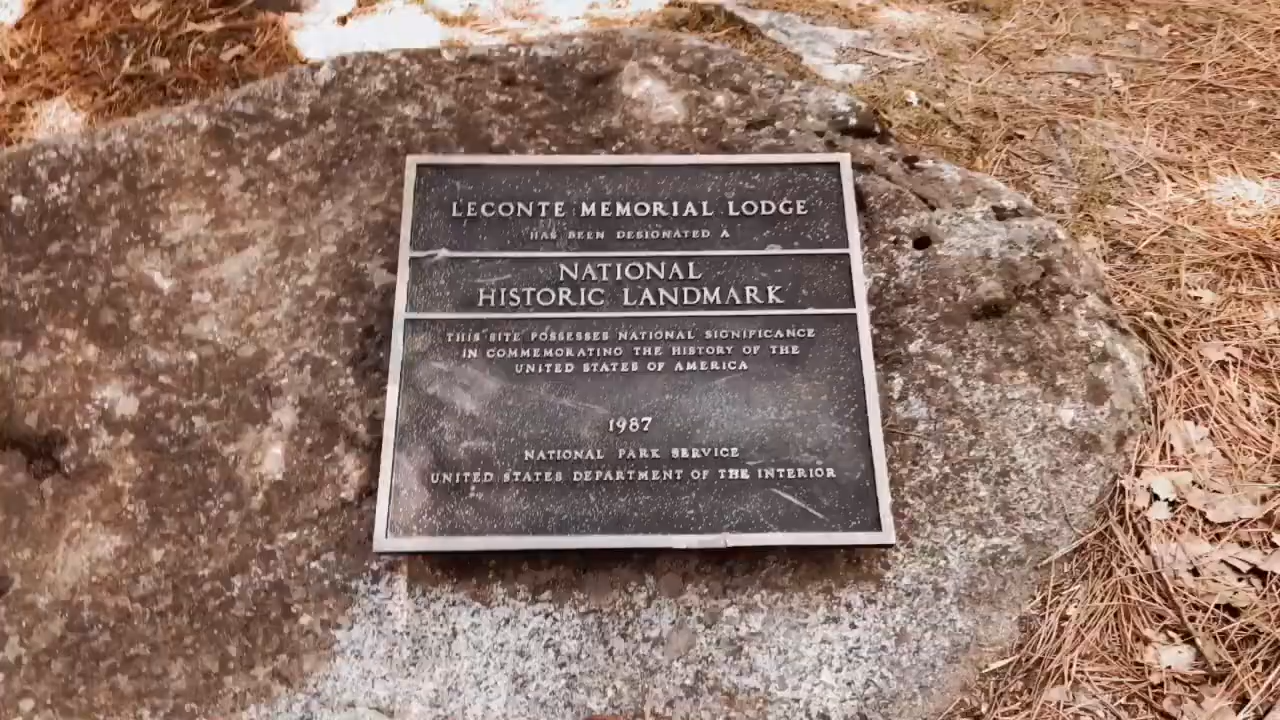 LECONTE MEMORIAL LODGE
HAS BEEN DESIGNATED A
NATIONAL
HISTORIC LANDMARK
THIS SITE POSSESSES NATIONAL SIGNIFICANCE
IN COMMEMORATING THE HISTORY OF THE
UNITED STATES OF AMERICA
1987
NATIONAL PARK SERVICE
UNITED STATES DEPARTMENT OF THE INTERIOR